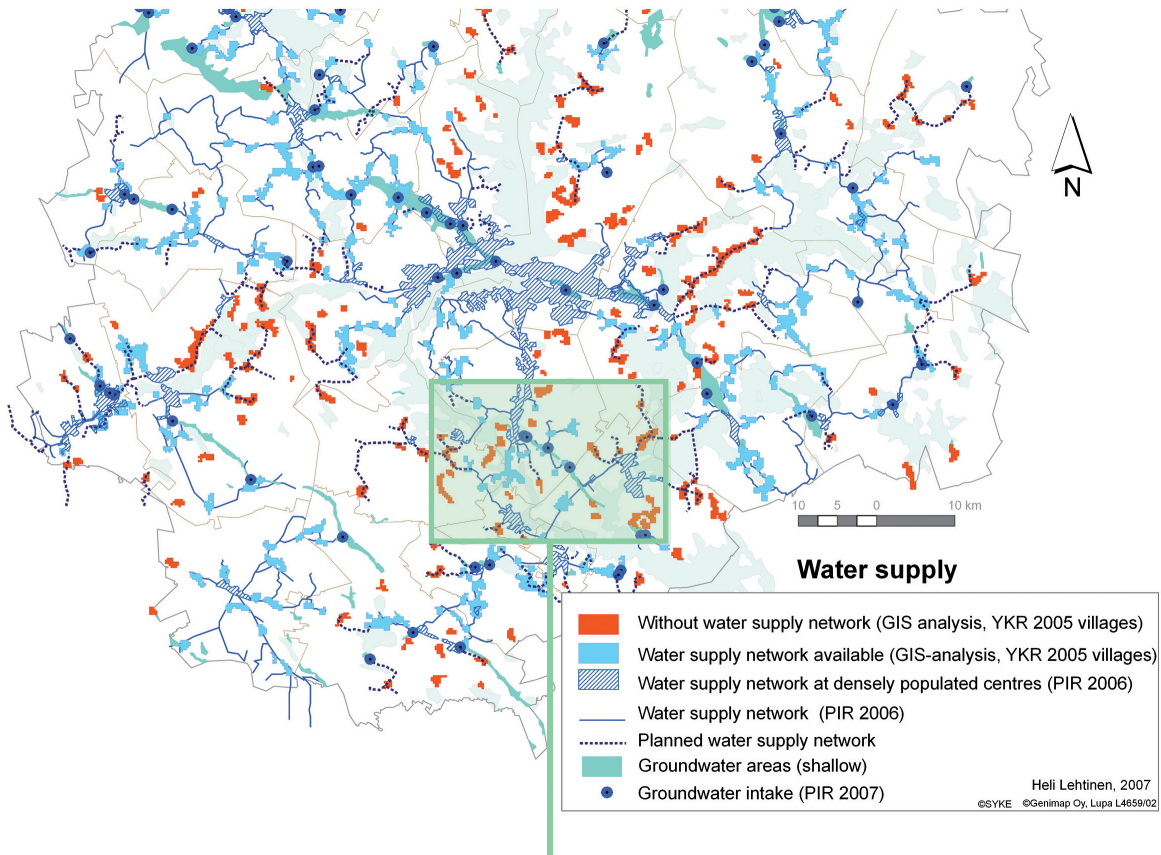 N
10 5 0 10 km
Water supply
Without water supply network (GIS analysis, YKR 2005 villages)
Water supply network available (GIS-analysis, YKR 2005 villages)
Water supply network at densely populated centres (PIR 2006)
Water supply network (PIR 2006)
Planned water supply network
Groundwater areas (shallow)
Groundwater intake (PIR 2007)
Heli Lehtinen, 2007
©SYKE ©Genimap Oy, Lupa L4659/02